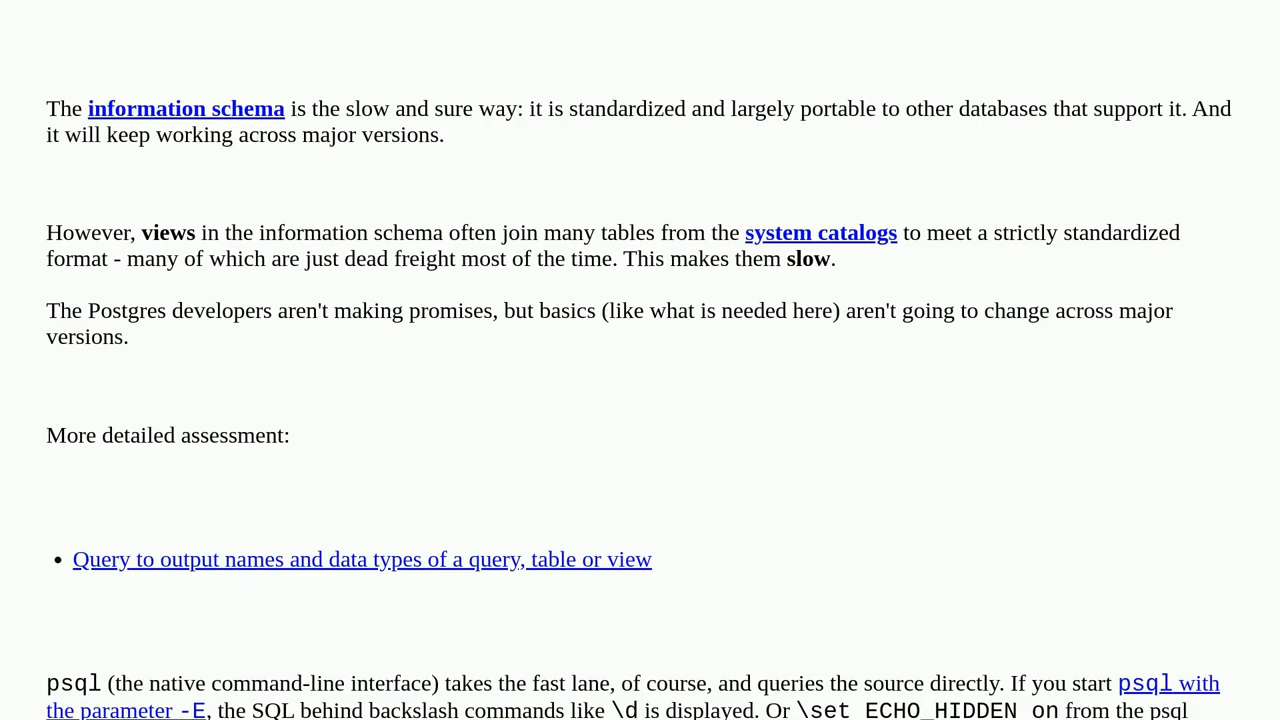 The information schema is the slow and sure way: it is standardized and largely portable to other databases that support it. And
it will keep working across major versions.
However, views in the information schema often join many tables from the system catalogs to meet a strictly standardized
format - many of which are just dead freight most of the time. This makes them slow.
The Postgres developers aren't making promises, but basics (like what is needed here) aren't going to change across major
versions.
More detailed assessment:
• Query to output names and data types of a query, table or view
psql (the native command-line interface) takes the fast lane, of course, and queries the source directly. If you start psql with
the parameter -E, the SQL behind backslash commands like \d is displayed. Or \set ECHO_HIDDEN on from the psql